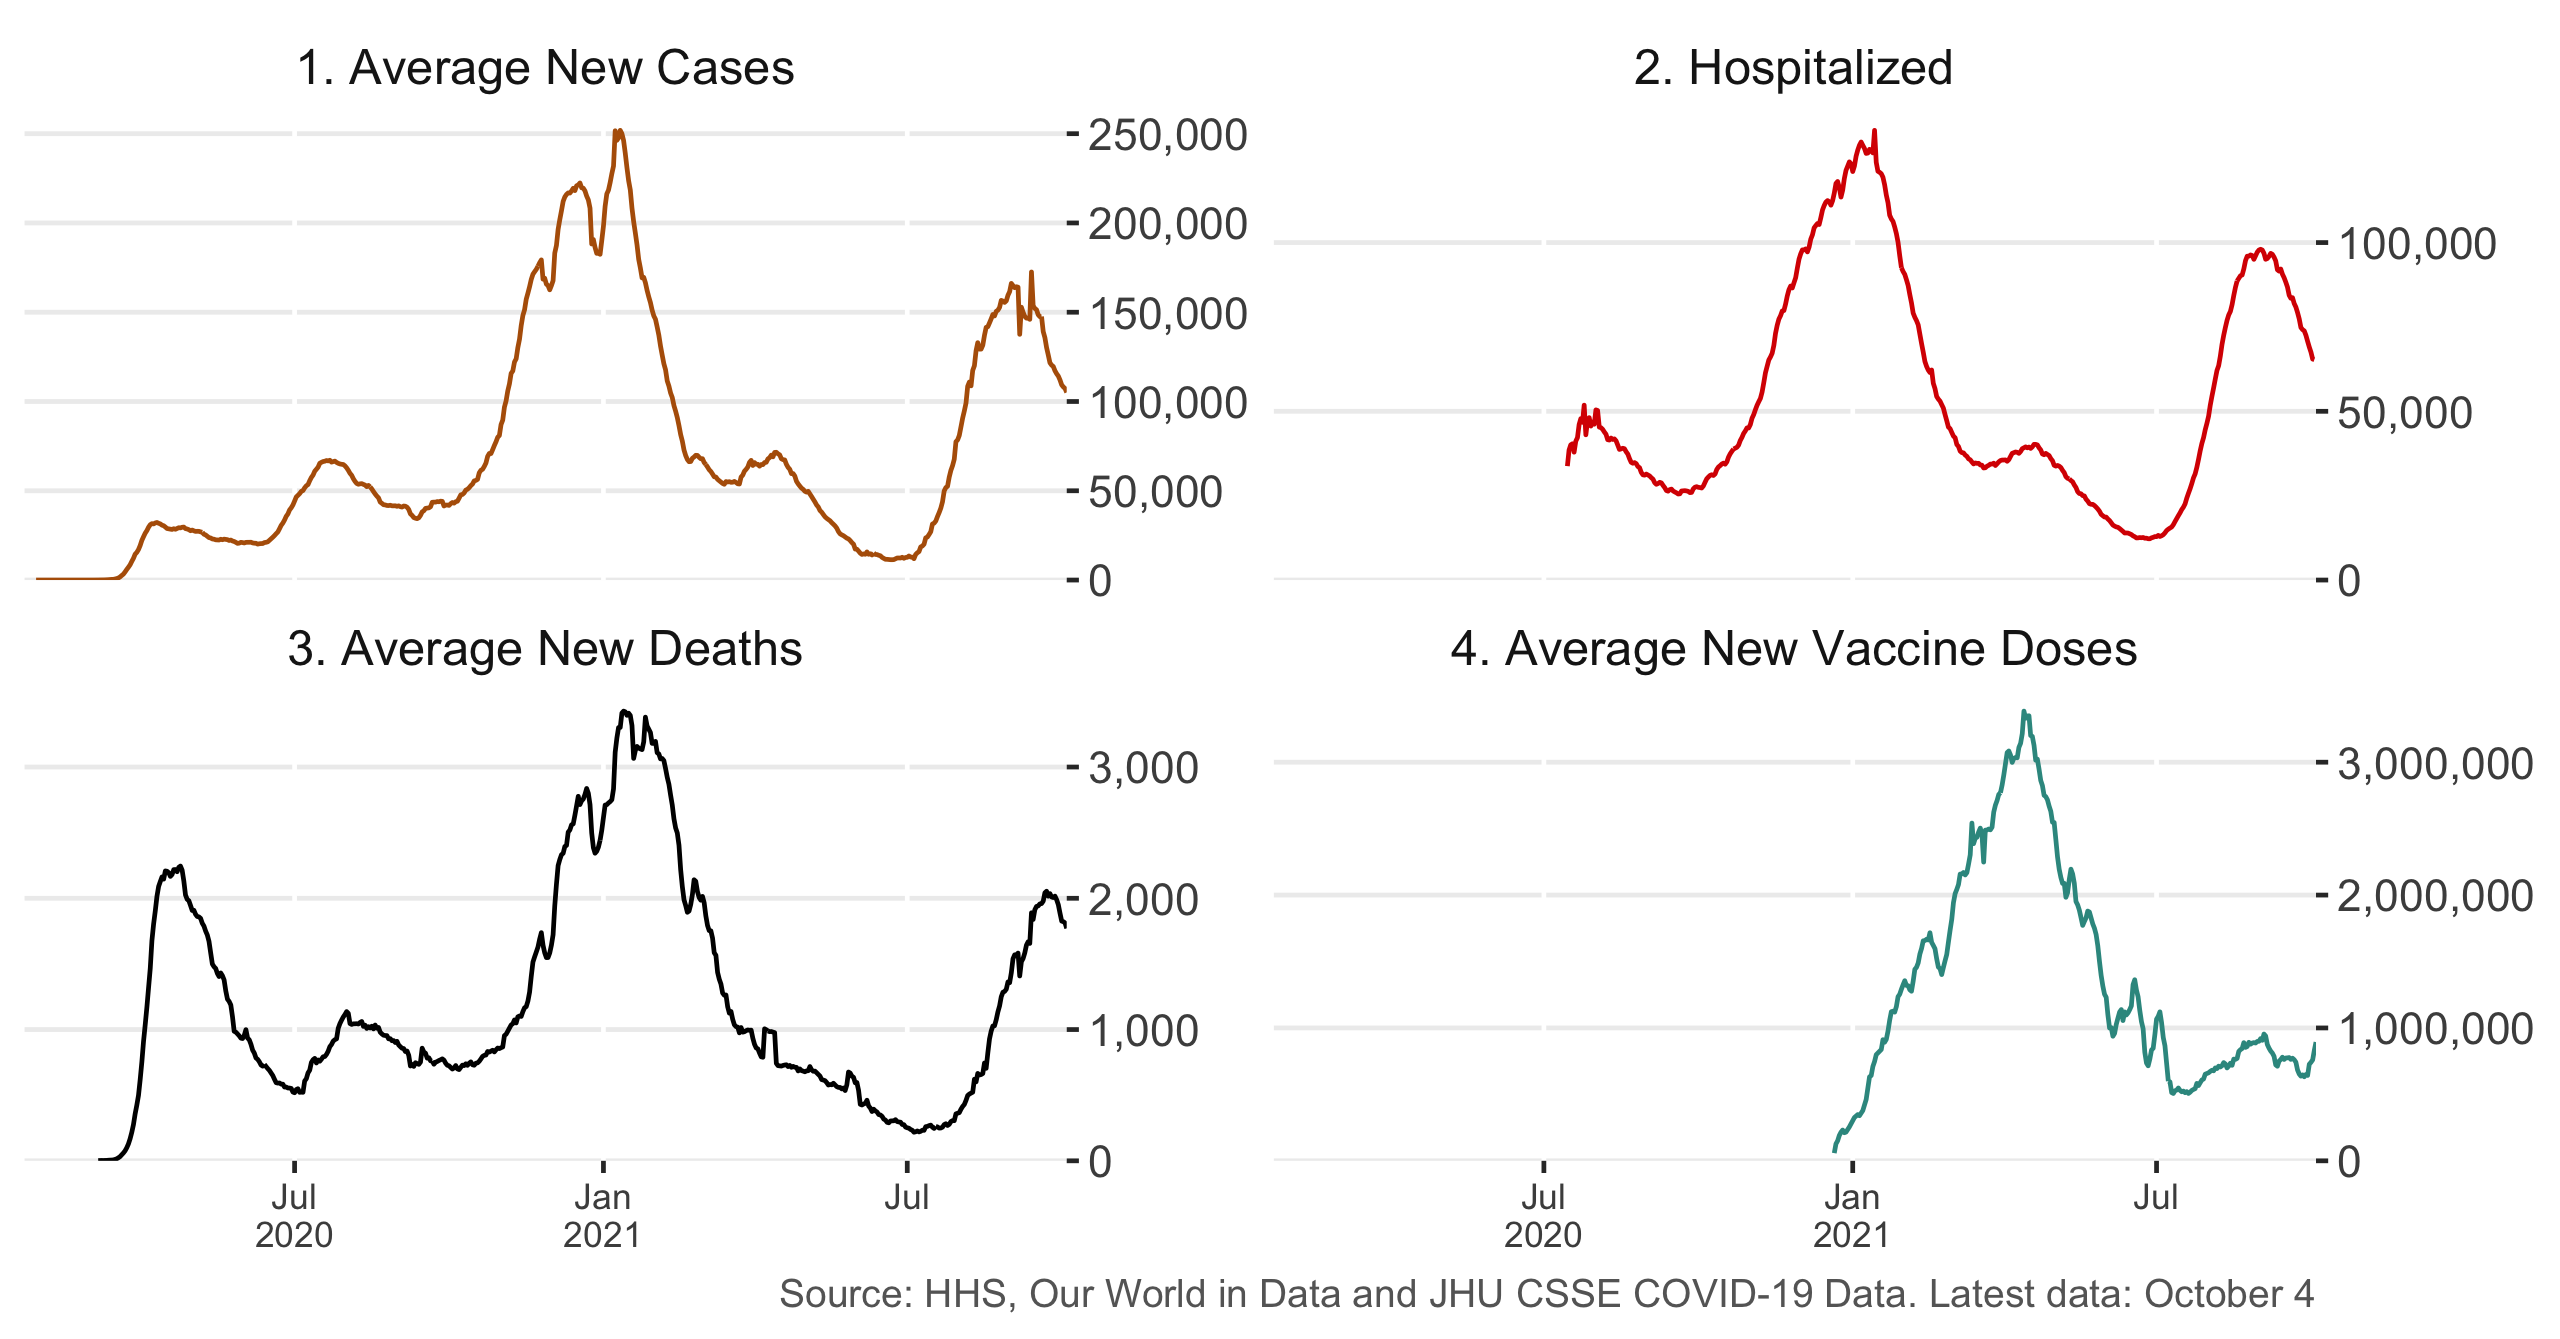 1. Average New Cases
250,000
200,000
150,000
100,000
50,000
0
2. Hospitalized
100,000
50,000
0
3. Average New Deaths
3,000
2,000
1,000
0
Jul
2020
Jan
2021
Jul
4. Average New Vaccine Doses
3,000,000
2,000,000
1,000,000
0
Jul
2020
Jan
2021
Jul
Source: HHS, Our World in Data and JHU CSSE COVID-19 Data. Latest data: October 4